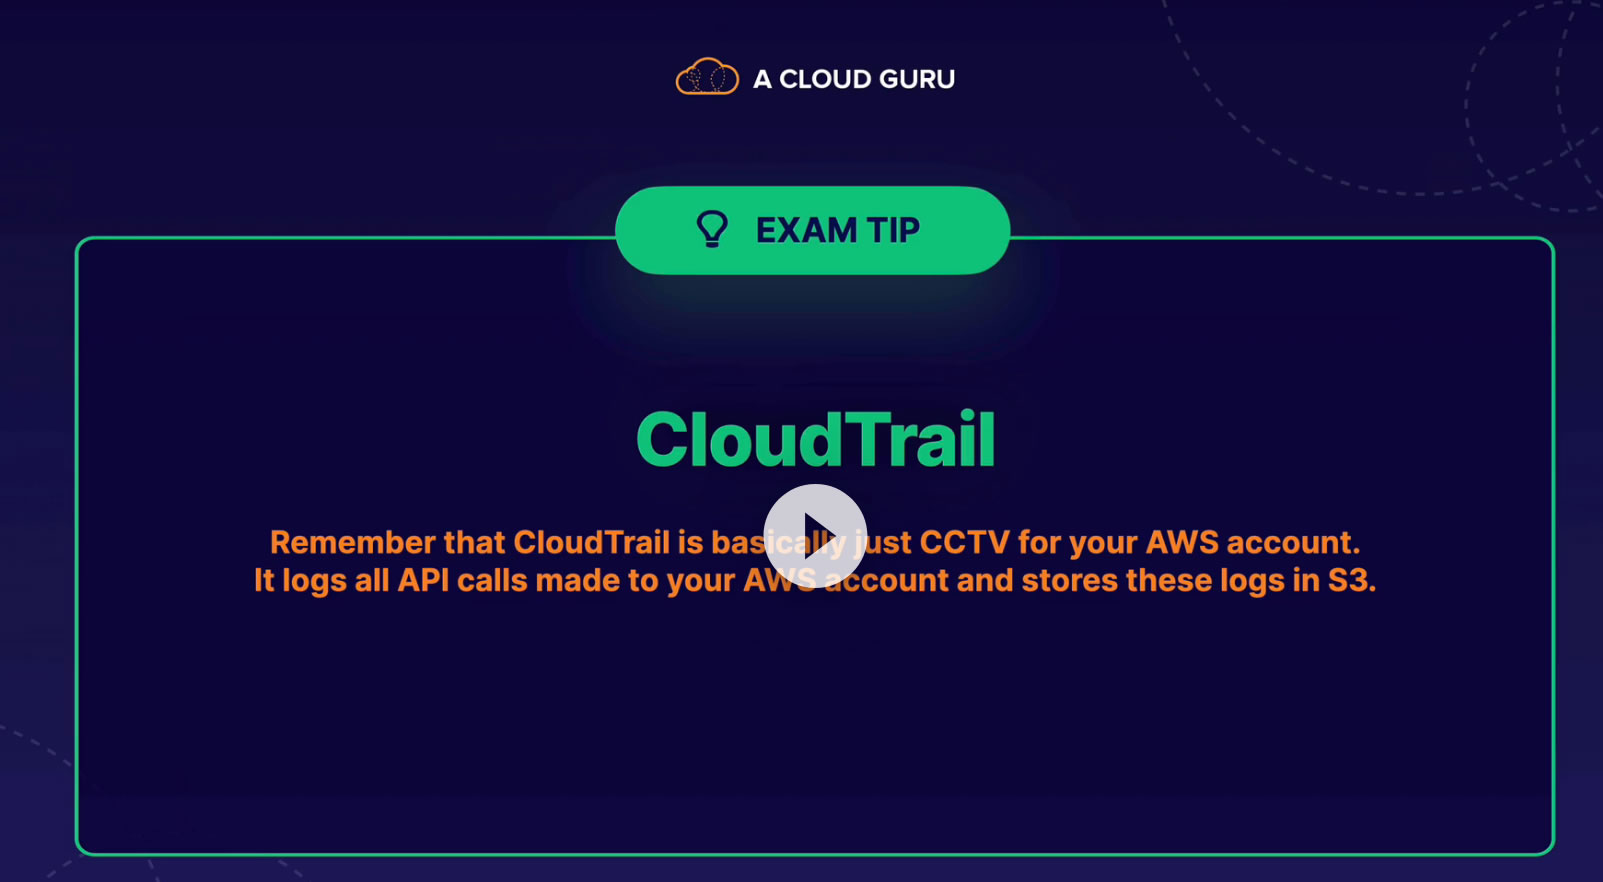 A CLOUD GURU
EXAM TIP
CloudTrail
Remember that CloudTrail is basically just CCTV for your AWS account.
It logs all API calls made to your AWS account and stores these logs in S3.